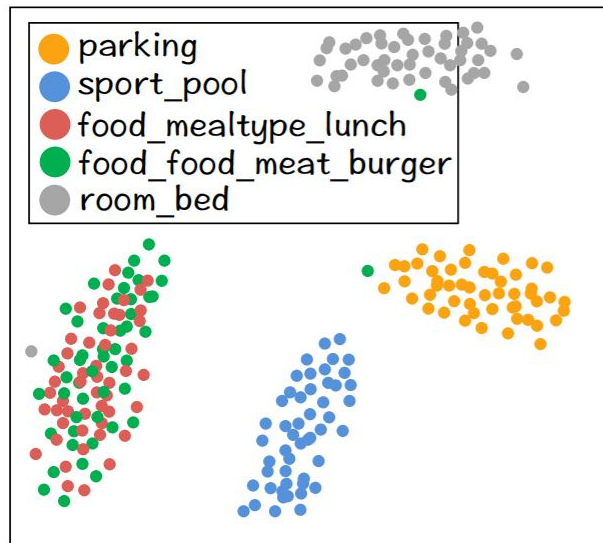 parking
sport_pool
food_mealtype_lunch
food_food_meat_burger
room_bed